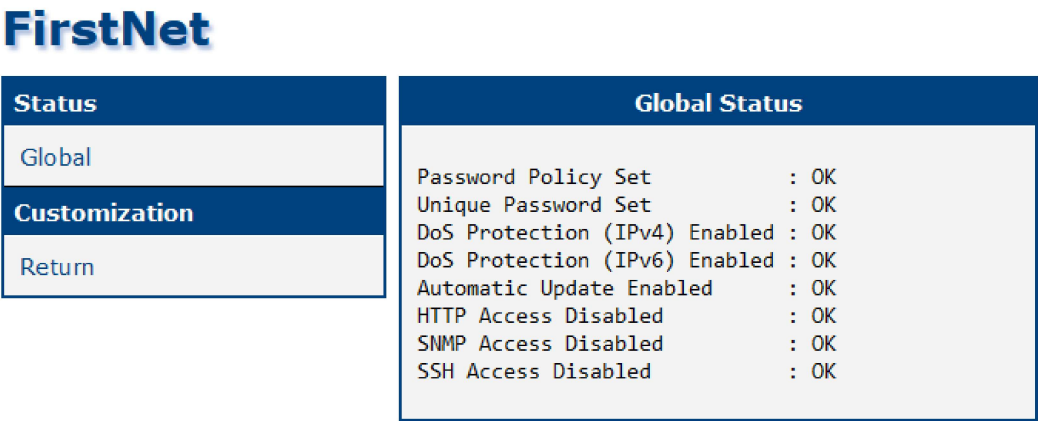 FirstNet
Status
Global
Customization
Return
Global Status
Password Policy Set : OK
Unique Password Set : OK
DoS Protection (IPv4) Enabled : OK
DoS Protection (IPv6) Enabled : OK
Automatic Update Enabled : OK
HTTP Access Disabled : OK
SNMP Access Disabled : OK
SSH Access Disabled : OK